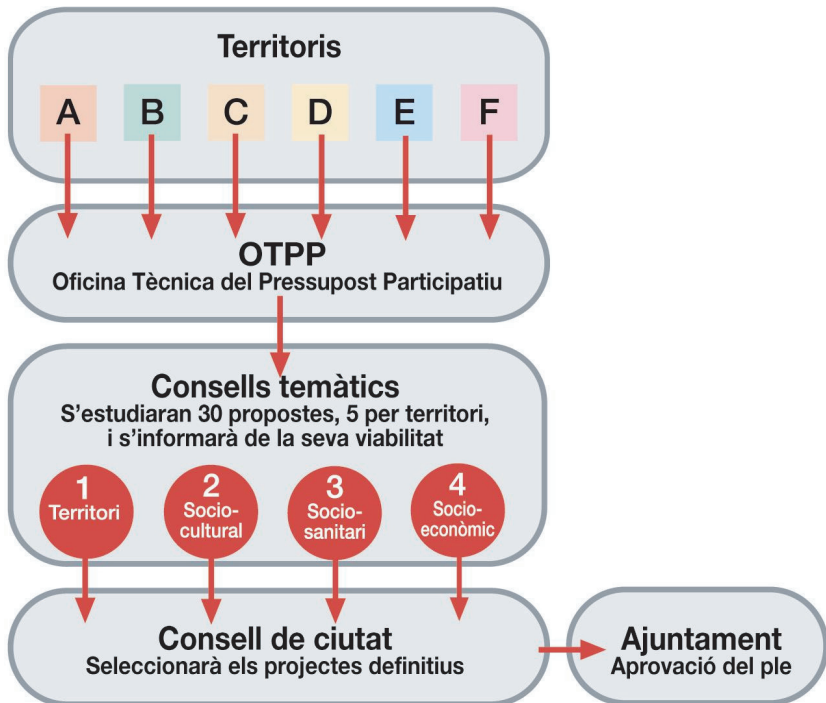 Territoris
A B C D E F
OTPP
Oficina Tècnica del Pressupost Participatiu
Consells temàtics
S'estudiaran 30 propostes, 5 per territori,
i s'informarà de la seva viabilitat
1
Territori
2
Socio-
cultural
3
Socio-
sanitari
4
Socio-
econòmic
Consell de ciutat
Seleccionarà els projectes definitius
Ajuntament
Aprovació del ple